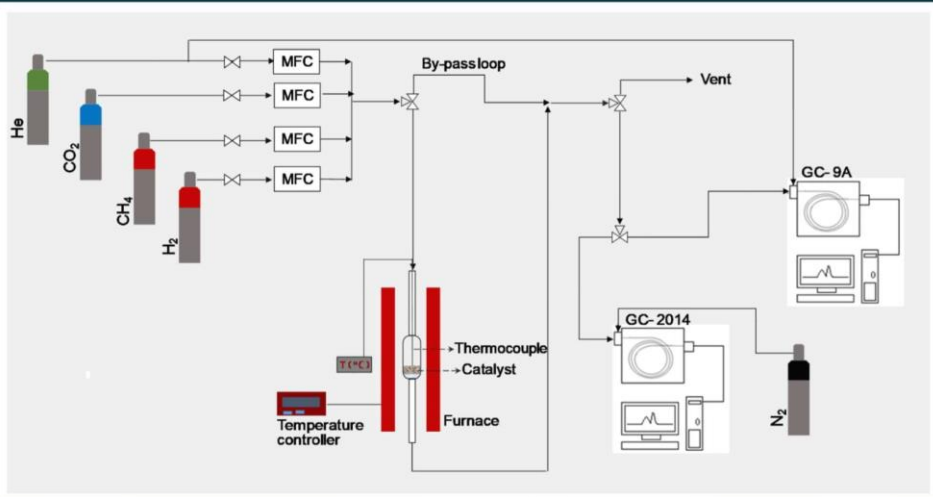 He
CO2
CH4
H2
MFC
MFC
MFC
MFC
By-pass loop
Vent
GC-9A
GC-2014
N2
T(°C)
Thermocouple
Catalyst
Furnace
Temperature
controller